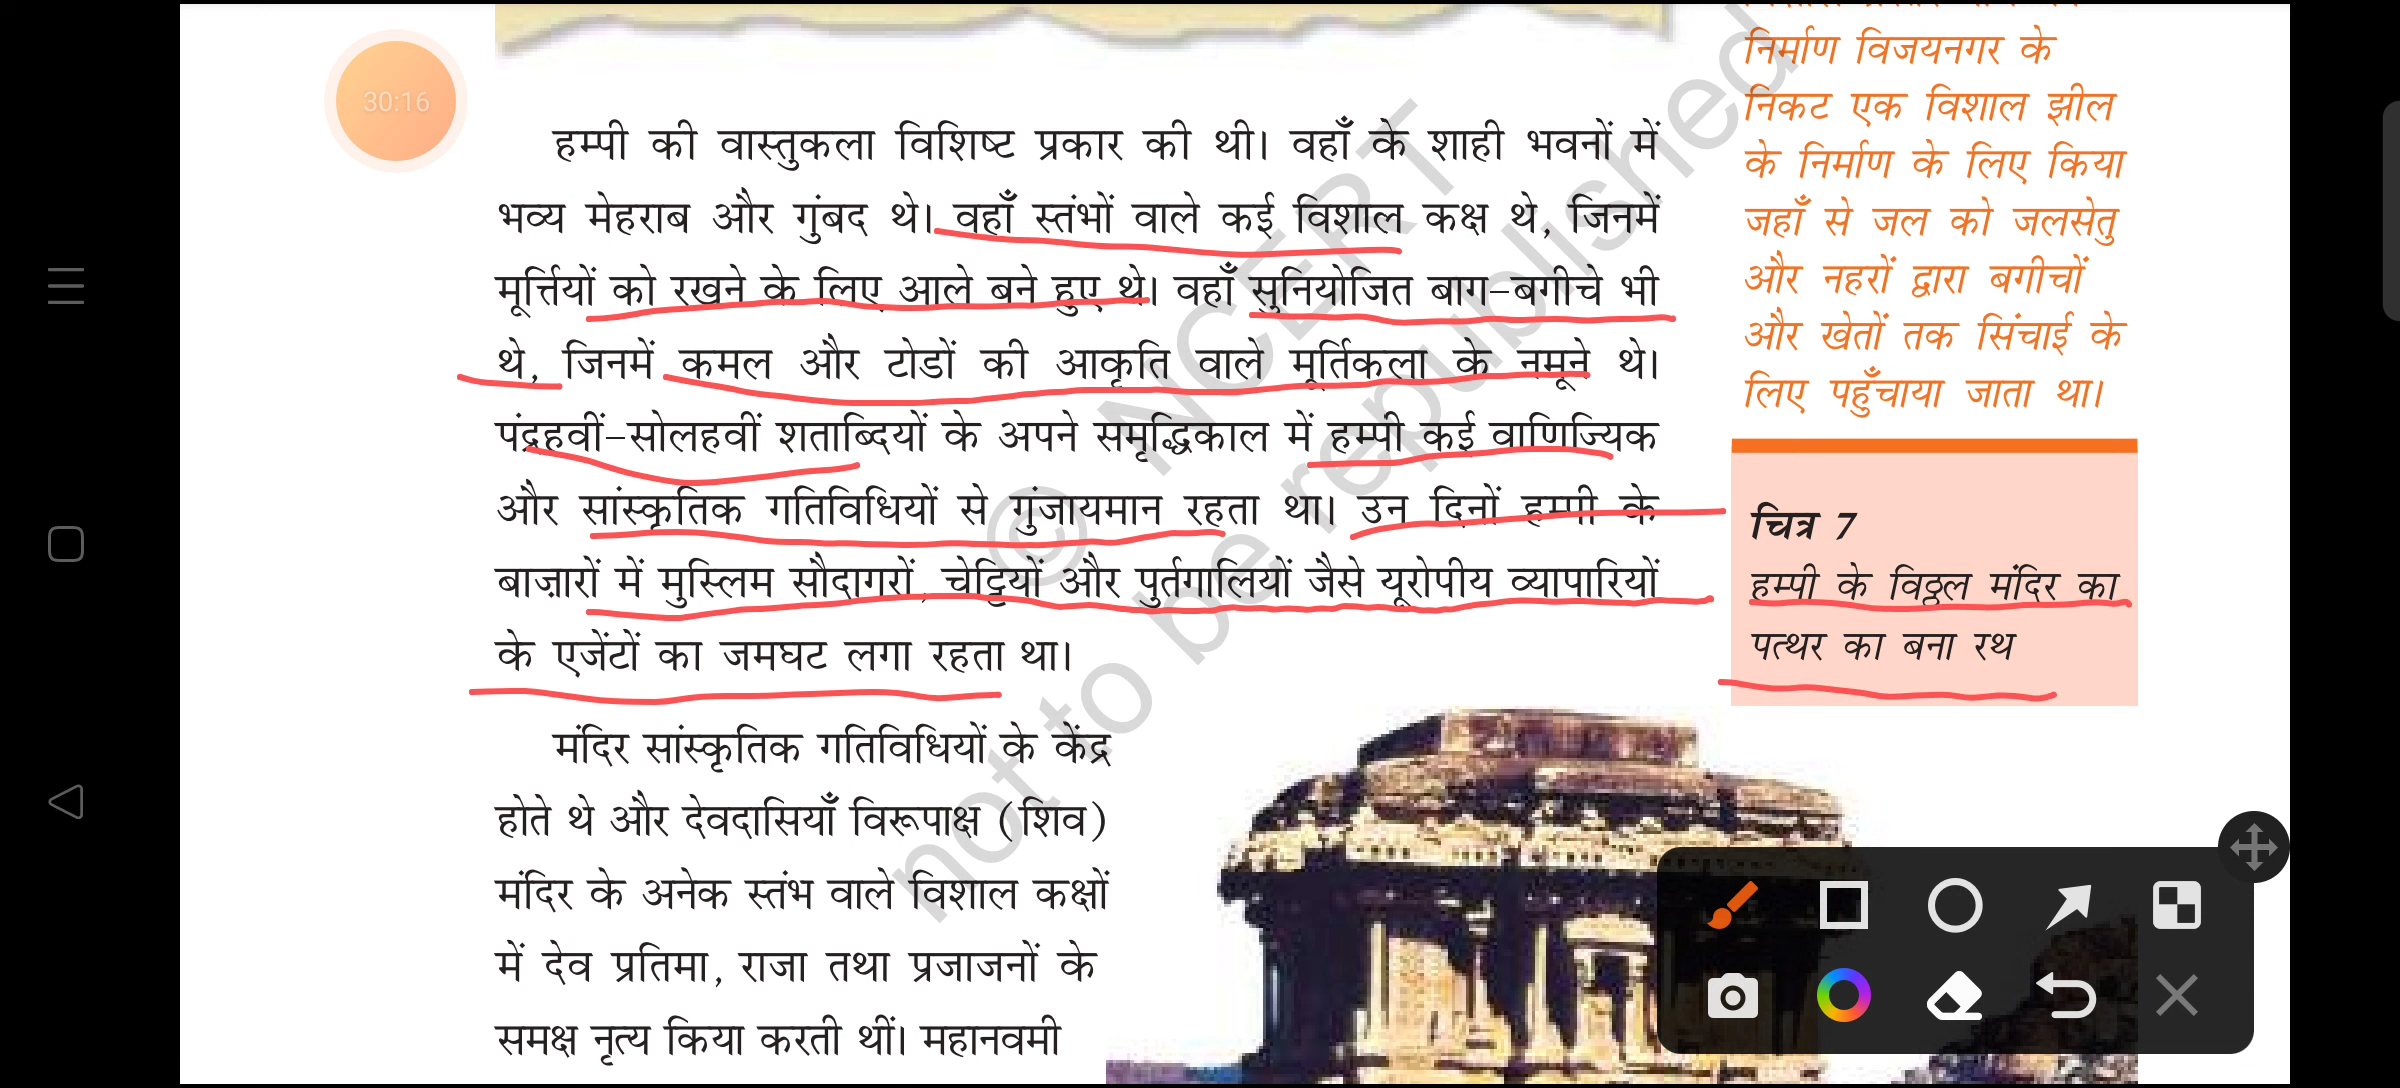 30:16
हम्पी की वास्तुकला विशिष्ट प्रकार की थी। वहाँ के शाही भवनों में
भव्य मेहराब और गुंबद थे। वहाँ स्तंभों वाले कई विशाल कक्ष थे, जिनमें
मूर्त्तियों को रखने के लिए आले बने हुए थे। वहाँ सुनियोजित बाग-बगीचे भी
थे, जिनमें कमल और टोडों की आकृति वाले मूर्तिकला के नमूने थे।
पंद्रहवीं-सोलहवीं शताब्दियों के अपने समृद्धिकाल में हम्पी कई वाणिज्यिक
और सांस्कृतिक गतिविधियों से गुंजायमान रहता था। उन दिनों हम्पी के
बाज़ारों में मुस्लिम सौदागरों, चेट्टियों और पुर्तगालियों जैसे यूरोपीय व्यापारियों
के एजेंटों का जमघट लगा रहता था।
मंदिर सांस्कृतिक गतिविधियों के केंद्र
होते थे और देवदासियाँ विरूपाक्ष (शिव)
मंदिर के अनेक स्तंभ वाले विशाल कक्षों
में देव प्रतिमा, राजा तथा प्रजाजनों के
समक्ष नृत्य किया करती थीं। महानवमी
निर्माण विजयनगर के
निकट एक विशाल झील
के निर्माण के लिए किया
जहाँ से जल को जलसेतु
और नहरों द्वारा बगीचों
और खेतों तक सिंचाई के
लिए पहुँचाया जाता था।
चित्र 7
हम्पी के विठ्ठल मंदिर का
पत्थर का बना रथ
© NCERT
not to be republished